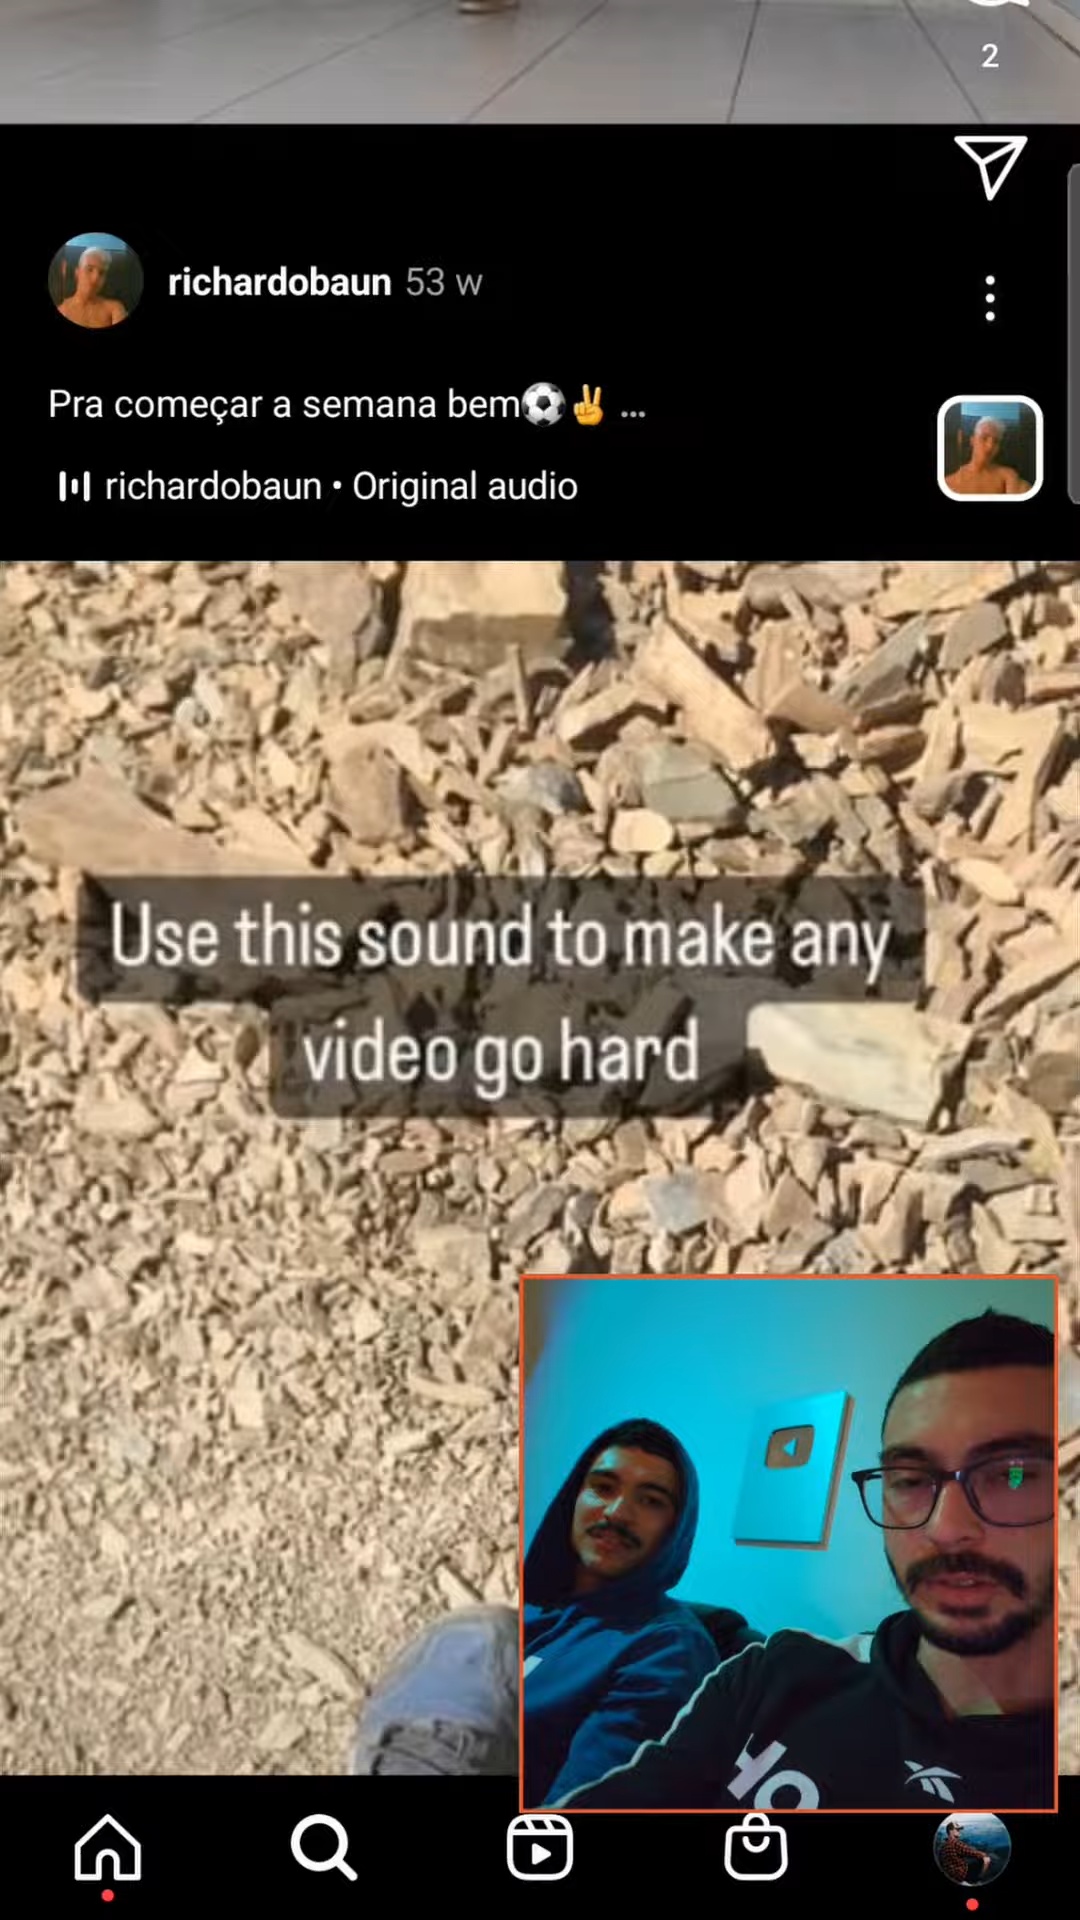 2
richardobaun 53 w
Pra começar a semana bem⚽✌ ...
richardobaun • Original audio
Use this sound to make any
video go hard